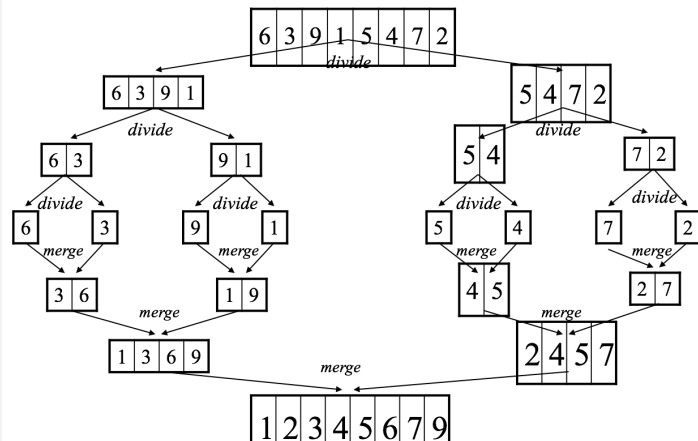 6 3 9 1 5 4 7 2
divide
6 3 9 1
5 4 7 2
divide
divide
6 3
9 1
5 4
7 2
divide
divide
divide
divide
6
3
9
1
5
4
7
2
merge
merge
merge
merge
3 6
1 9
4 5
2 7
merge
merge
1 3 6 9
2 4 5 7
merge
1 2 3 4 5 6 7 9